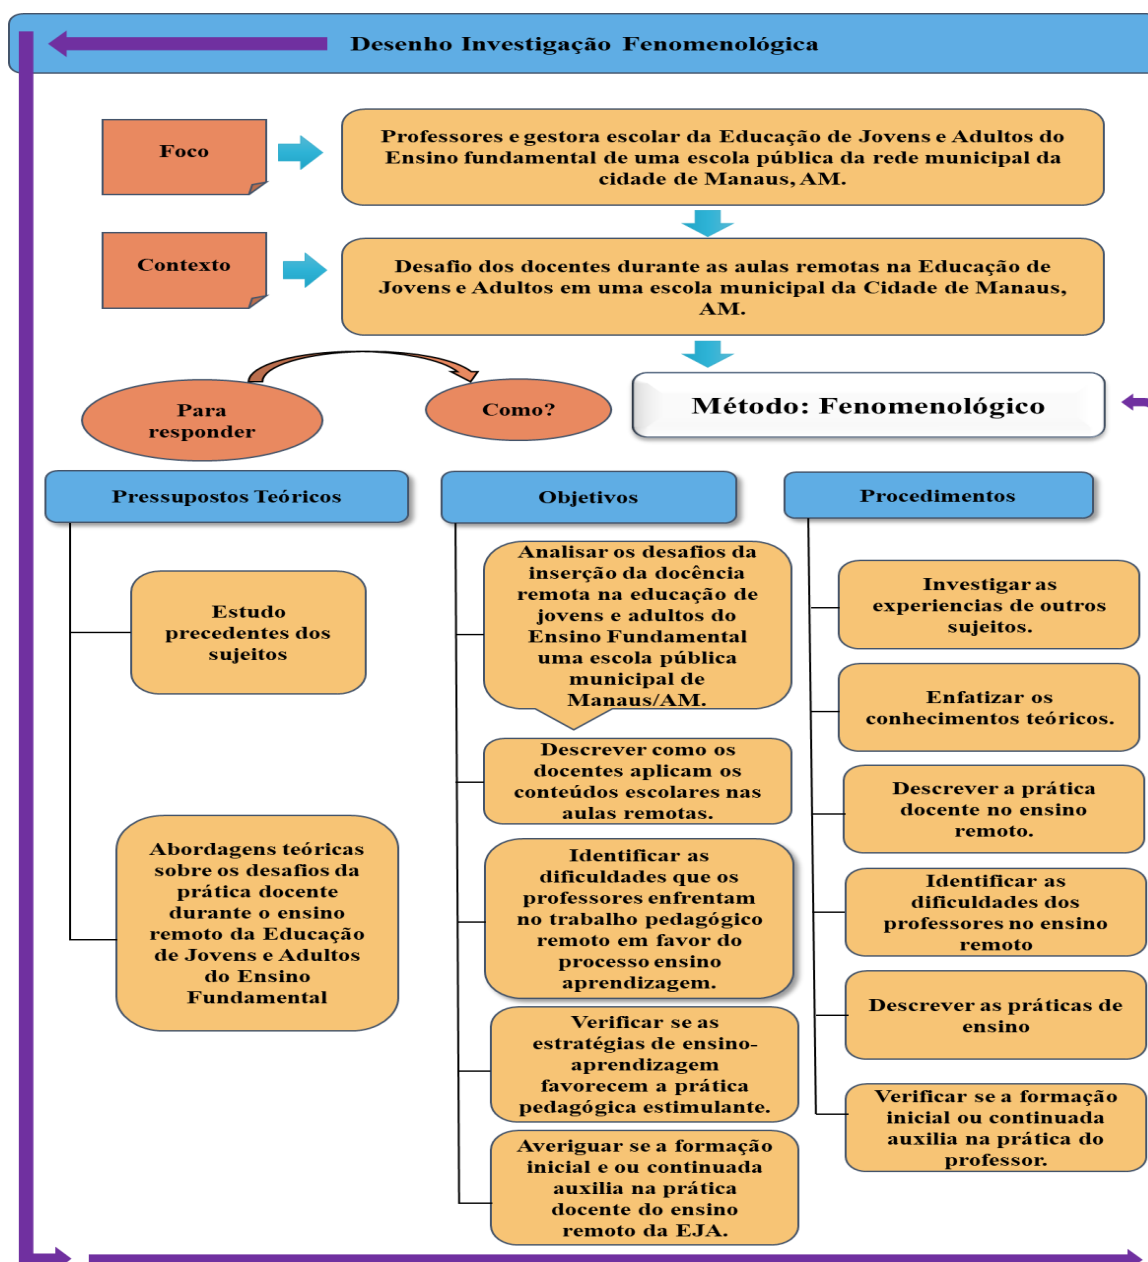 Desenho Investigação Fenomenológica
Foco
Professores e gestora escolar da Educação de Jovens e Adultos do
Ensino fundamental de uma escola pública da rede municipal da
cidade de Manaus, AM.
Contexto
Desafio dos docentes durante as aulas remotas na Educação de
Jovens e Adultos em uma escola municipal da Cidade de Manaus,
AM.
Para
responder
Como?
Método: Fenomenológico
Pressupostos Teóricos
Estudo
precedentes dos
sujeitos
Abordagens teóricas
sobre os desafios da
prática docente
durante o ensino
remoto da Educação
de Jovens e Adultos
do Ensino
Fundamental
Objetivos
Analisar os desafios da
inserção da docência
remota na educação de
jovens e adultos do
Ensino Fundamental
uma escola pública
municipal de
Manaus/AM.
Descrever como os
docentes aplicam os
conteúdos escolares nas
aulas remotas.
Identificar as
dificuldades que os
professores enfrentam
no trabalho pedagógico
remoto em favor do
processo ensino
aprendizagem.
Verificar se as
estratégias de ensino-
aprendizagem
favorecem a prática
pedagógica estimulante.
Averiguar se a formação
inicial e ou continuada
auxilia na prática
docente do ensino
remoto da EJA.
Procedimentos
Investigar as
experiencias de outros
sujeitos.
Enfatizar os
conhecimentos teóricos.
Descrever a prática
docente no ensino
remoto.
Identificar as
dificuldades dos
professores no ensino
remoto
Descrever as práticas de
ensino
Verificar se a formação
inicial ou continuada
auxilia na prática do
professor.